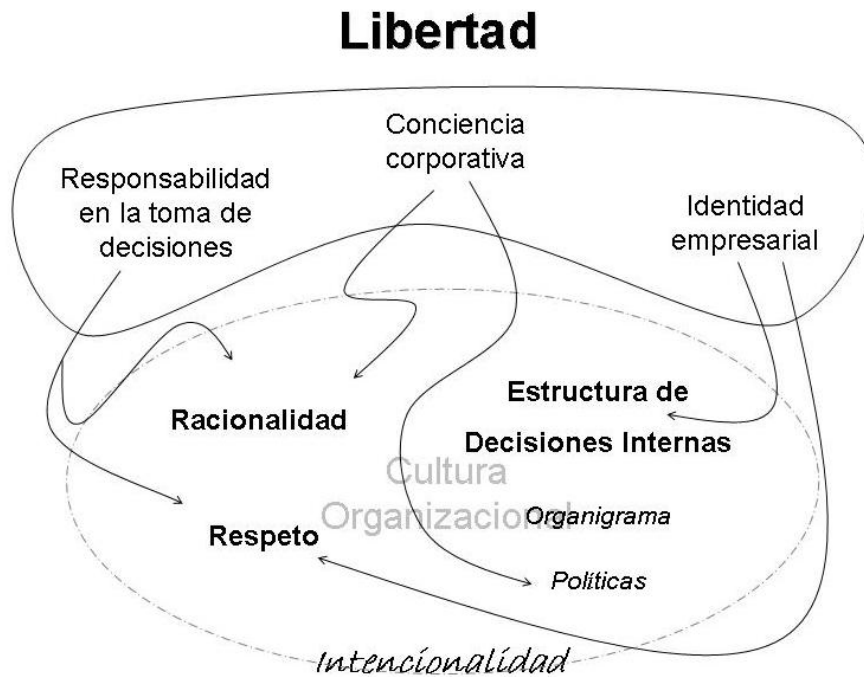 Libertad
Conciencia
corporativa
Responsabilidad
en la toma de
decisiones
Identidad
empresarial
Estructura de
Decisiones Internas
Racionalidad
Cultura
Organizacional
Organigrama
Respeto
Políticas
Intencionalidad